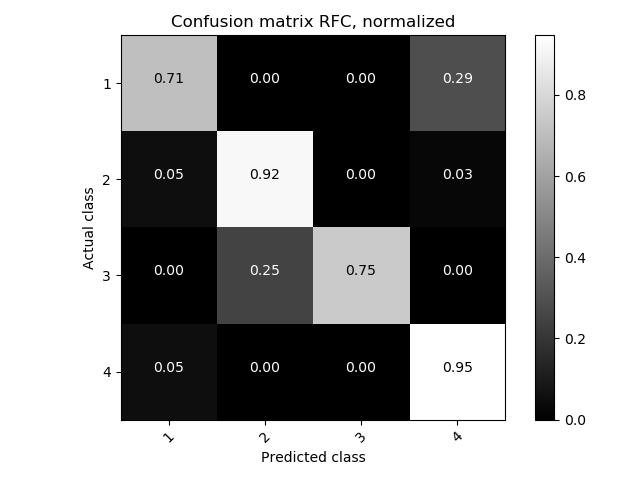 Confusion matrix RFC, normalized
1 0.71 0.00 0.00 0.29
2 0.05 0.92 0.00 0.03
3 0.00 0.25 0.75 0.00
4 0.05 0.00 0.00 0.95
1 2 3 4
Predicted class
Actual class
0.8
0.6
0.4
0.2
0.0